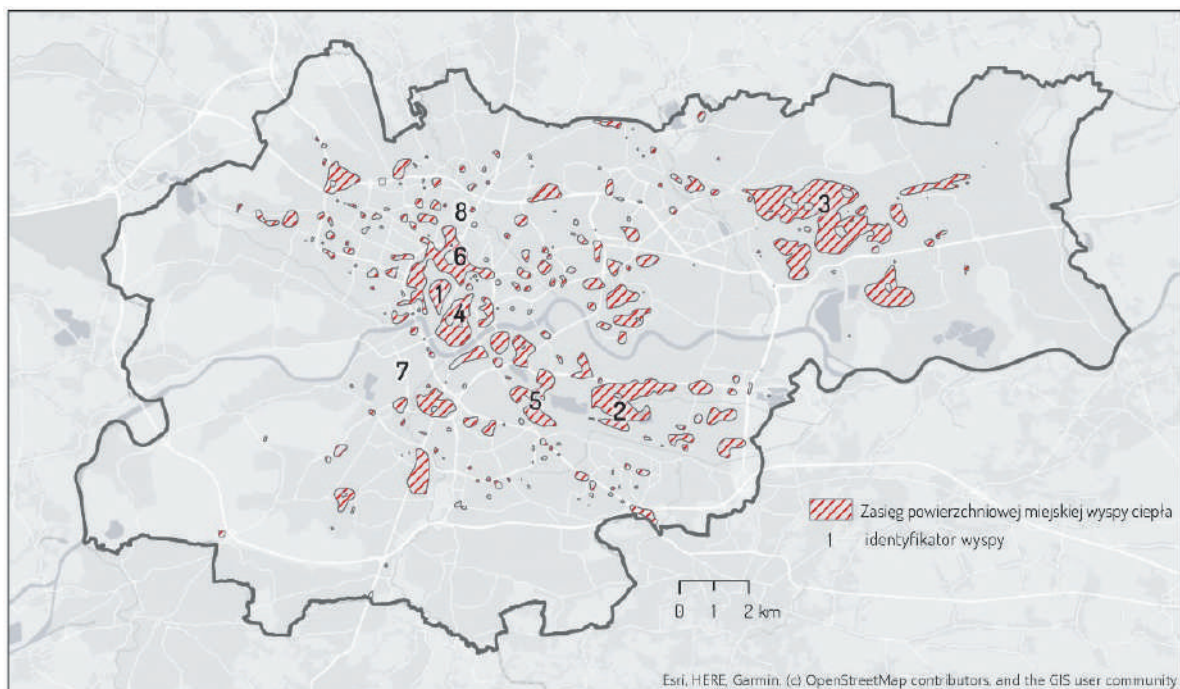 8
3
6
1
4
7
5
2
Zasięg powierzchniowej miejskiej wyspy ciepła
1 identyfikator wyspy
0 1 2 km
Esri, HERE, Garmin, (c) OpenStreetMap contributors, and the GIS user community